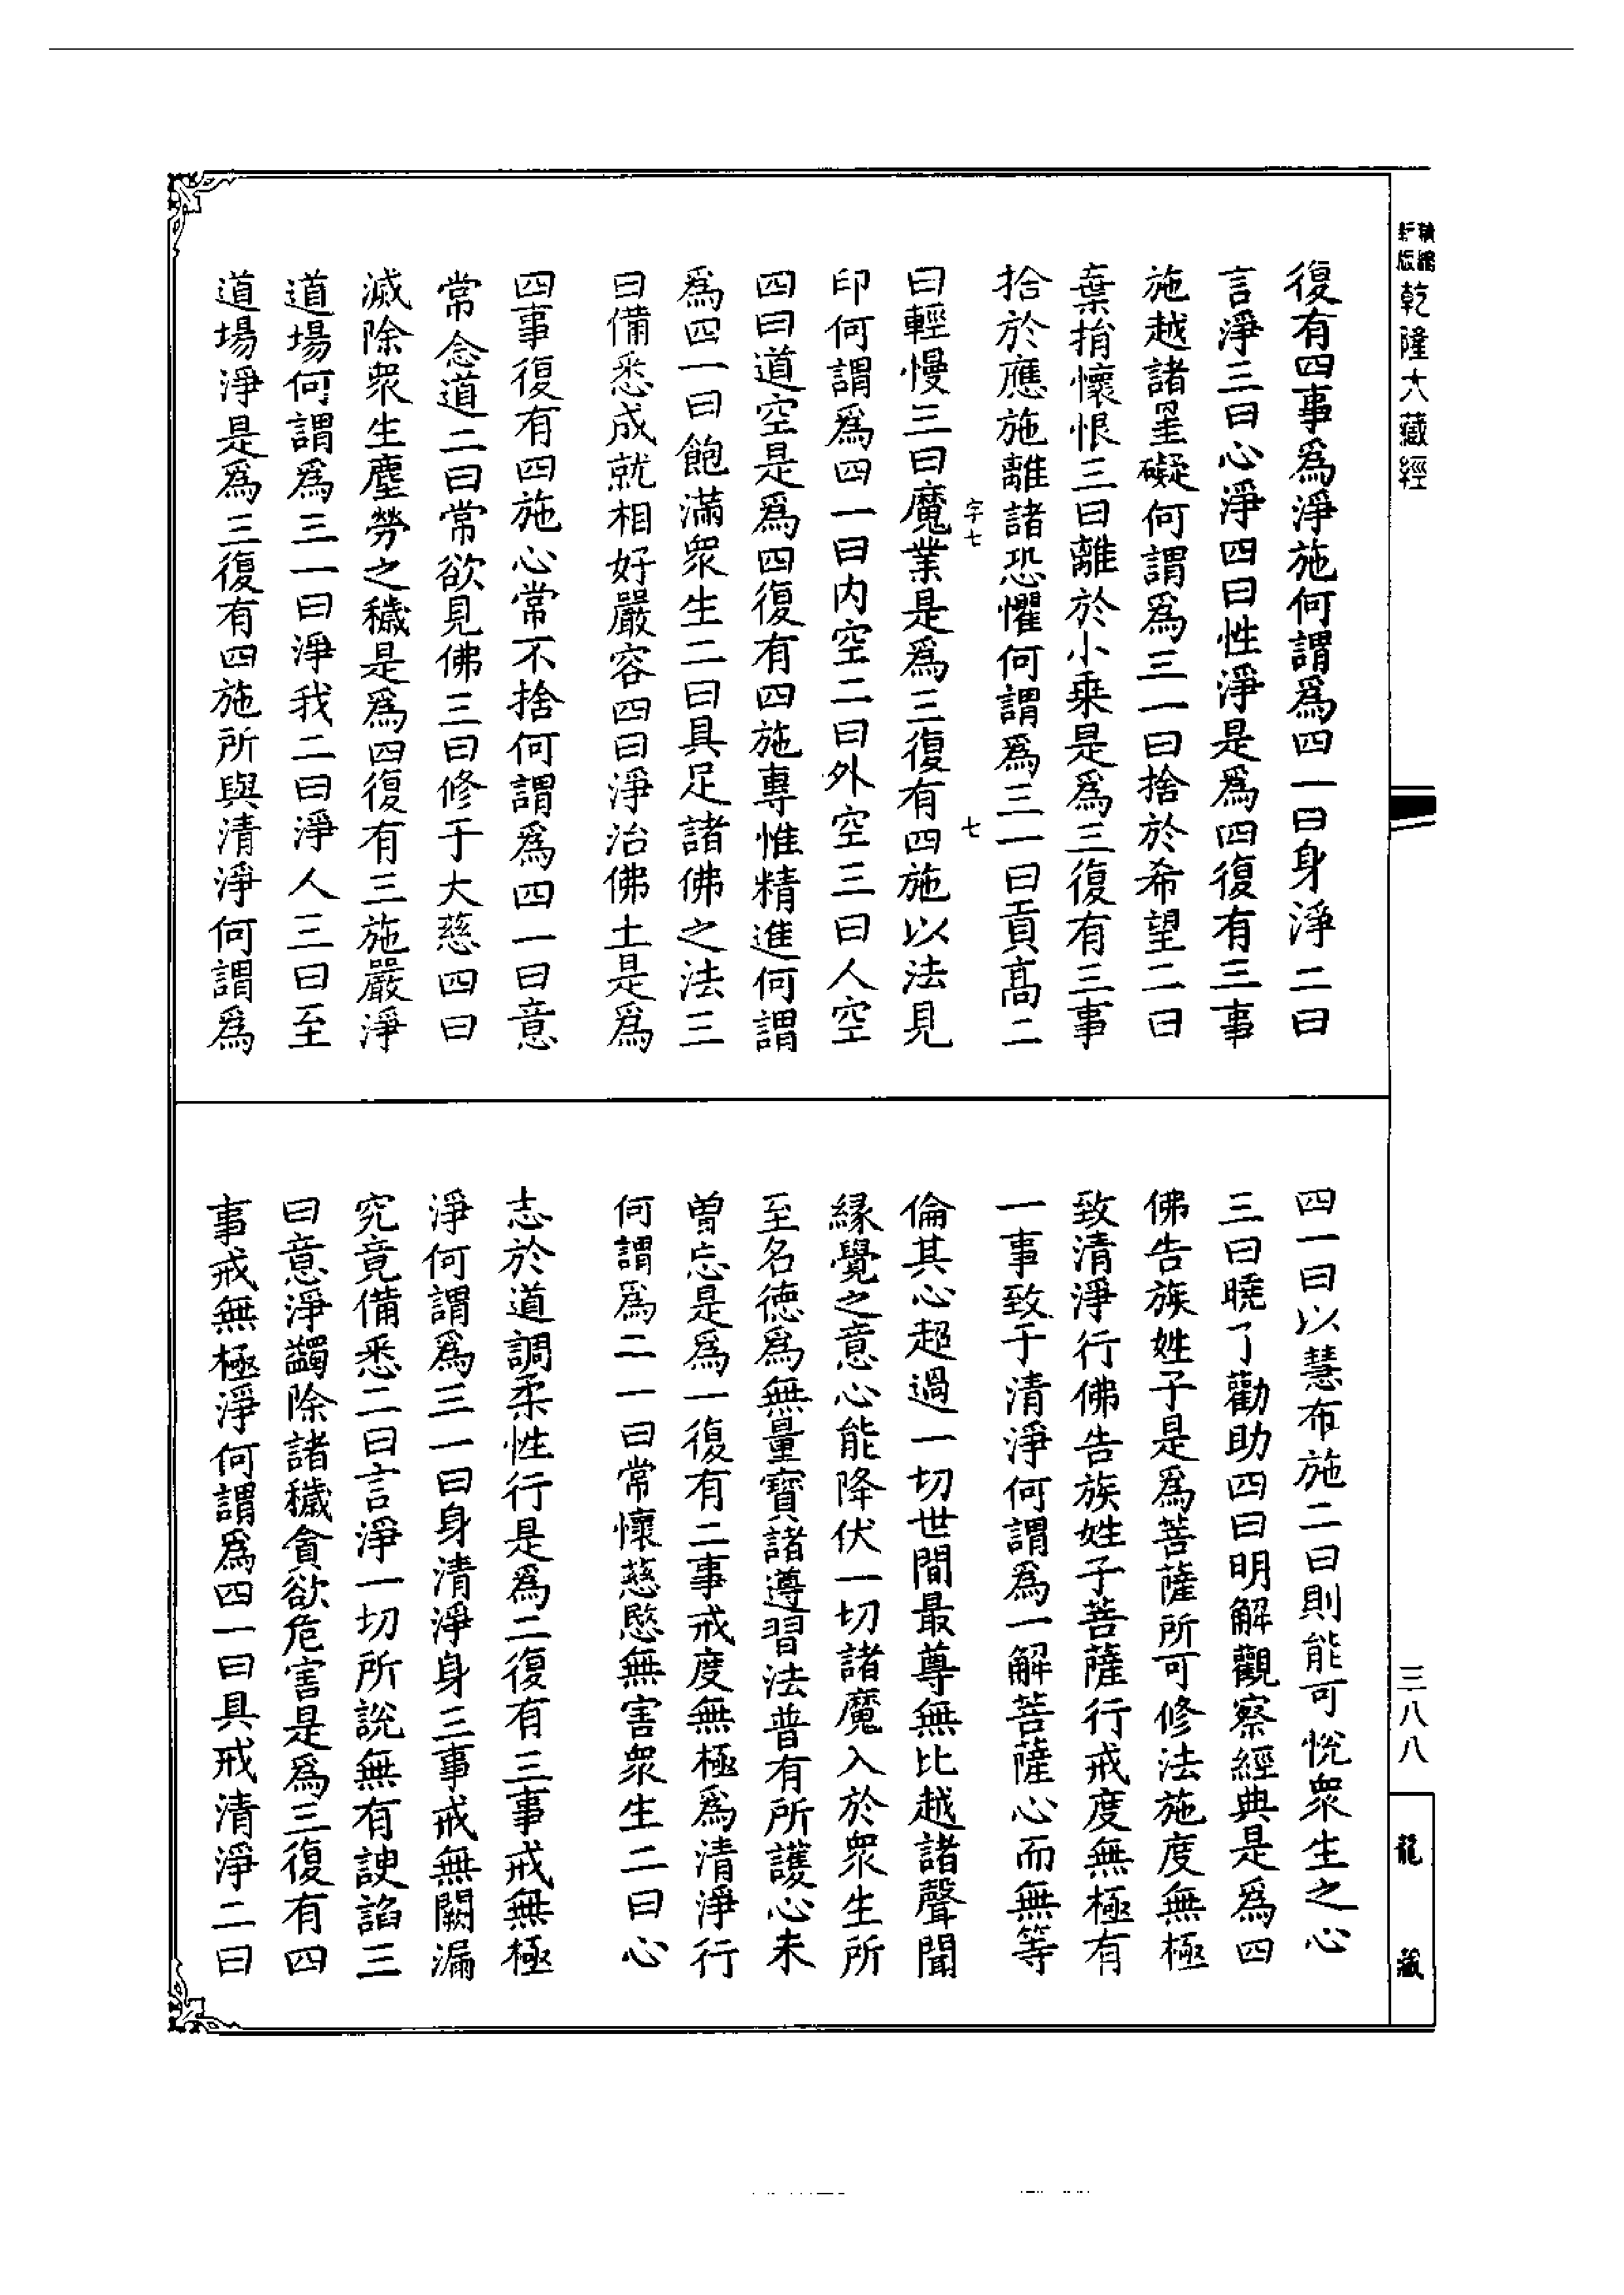 新版 精縮 乾隆大藏經
復有四事爲淨施何謂爲四一曰身淨二曰
言淨三曰心淨四曰性淨是爲四復有三事
施越諸罣礙何謂爲三一曰捨於希望二曰
棄捐懷恨三曰離於小乘是爲三復有三事
捨於應施離諸恐懼何謂爲三一曰貢高二
字七 七
曰輕慢三曰魔業是爲三復有四施以法見
印何謂爲四一曰内空二曰外空三曰人空
四曰道空是爲四復有四施專惟精進何謂
爲四一曰飽滿衆生二曰具足諸佛之法三
曰備悉成就相好嚴容四曰淨治佛土是爲
四事復有四施心常不捨何謂爲四一曰意
常念道二曰常欲見佛三曰修于大慈四曰
滅除衆生塵勞之穢是爲四復有三施嚴淨
道場何謂爲三一曰淨我二曰淨人三曰至
道場淨是爲三復有四施所與清淨何謂爲
四一曰以慧布施二曰則能可悅衆生之心
三曰曉了勸助四曰明解觀察經典是爲四
佛告族姓子是爲菩薩所可修法施度無極
致清淨行佛告族姓子菩薩行戒度無極有
一事致于清淨何謂爲一解菩薩心而無等
倫其心超過一切世間最尊無比越諸聲聞
緣覺之意心能降伏一切諸魔入於衆生所
至名德爲無量寶諸遵習法普有所護心未
曽忘是爲一復有二事戒度無極爲清淨行
何謂爲二一曰常懷慈愍無害衆生二曰心
志於道調柔性行是爲二復有三事戒無極
淨何謂爲三一曰身清淨身三事戒無闕漏
究竟備悉二曰言淨一切所說無有諛諂三
曰意淨蠲除諸穢貪欲危害是爲三復有四
事戒無極淨何謂爲四一曰具戒清淨二曰
三八八
龍藏